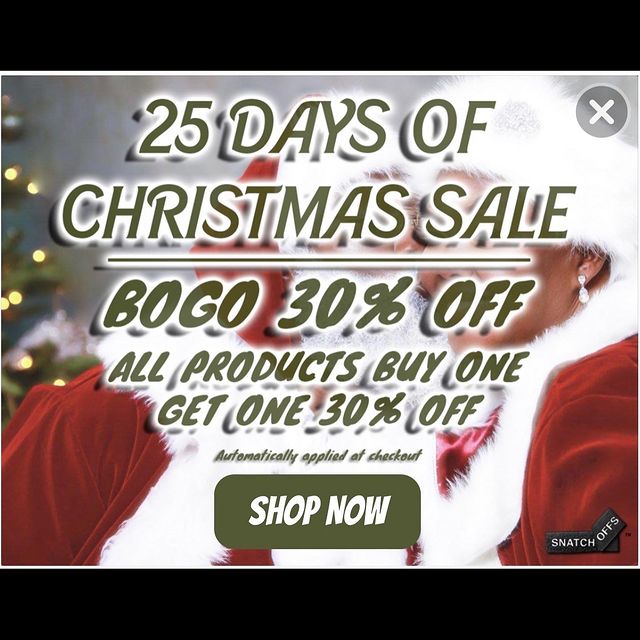 25 DAYS OF
CHRISTMAS SALE
BOGO 30% OFF
ALL PRODUCTS BUY ONE
GET ONE 30% OFF
Automatically applied at checkout
SHOP NOW
SNATCH OFFS ™